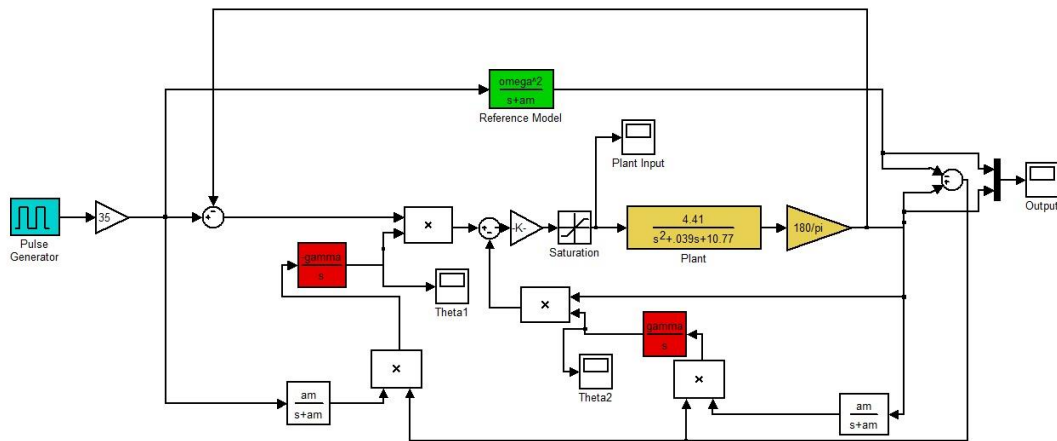 omega^2
s+am
Reference Model
Plant Input
Output
35
Pulse
Generator
+
-
×
+
-
-K-
Saturation
4.41
s^2+.039s+10.77
Plant
180/pi
-gamma
s
Theta1
×
gamma
s
Theta2
×
×
am
s+am
am
s+am